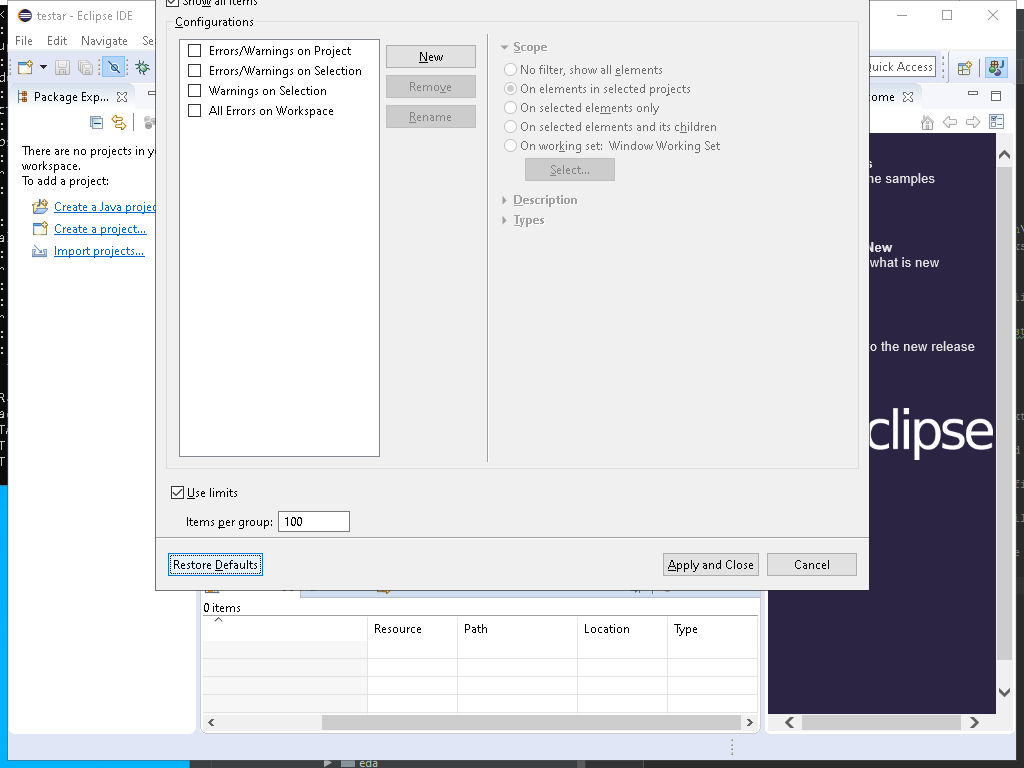 Show all items
testar - Eclipse IDE
Configurations
File Edit Navigate
Errors/Warnings on Project
Errors/Warnings on Selection
Warnings on Selection
All Errors on Workspace
New
Remove
Rename
Scope
No filter, show all elements
On elements in selected projects
On selected elements only
On selected elements and its children
On working set: Window Working Set
Select...
Description
Types
Quick Access
Package Exp...
There are no projects in
workspace.
To add a project:
Create a Java
Create a project...
Import projects...
samples
New
what is new
to the new release
clipse
Use limits
Items per group: 100
Restore Defaults
Apply and Close
Cancel
0 items
Resource Path Location Type
eda